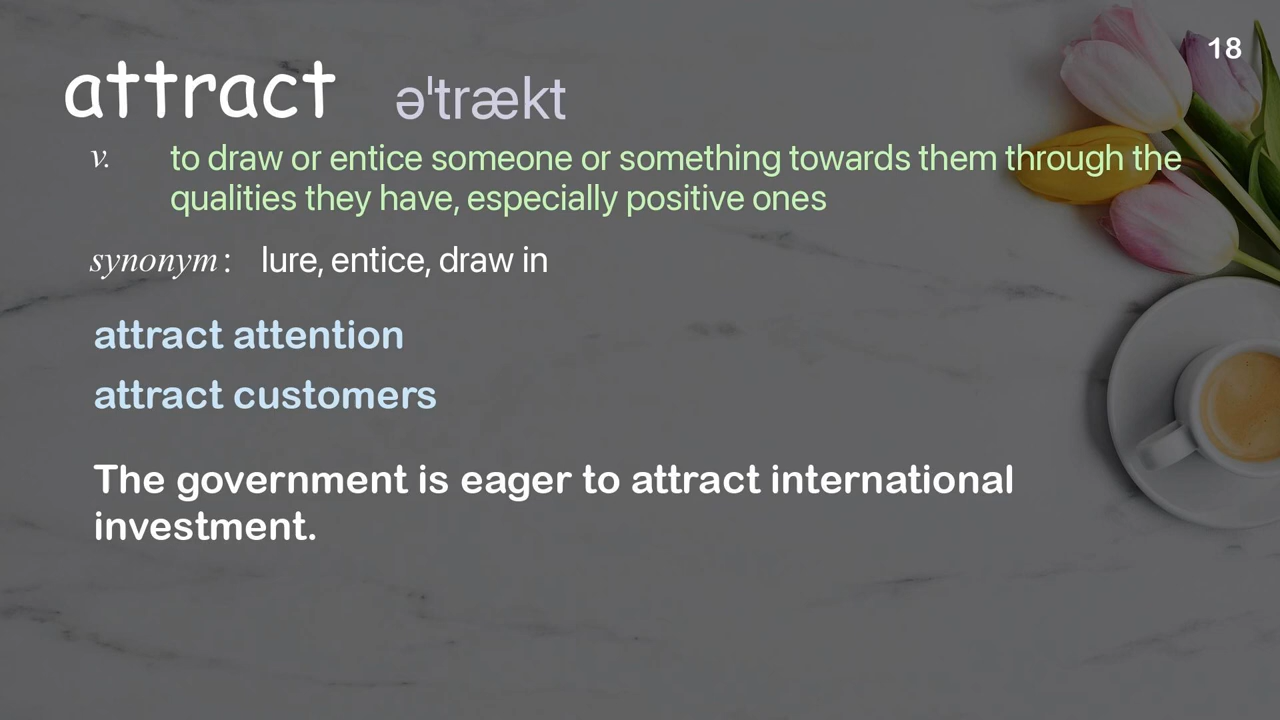 18
attract əˈtrækt
v. to draw or entice someone or something towards them through the
qualities they have, especially positive ones
synonym: lure, entice, draw in
attract attention
attract customers
The government is eager to attract international
investment.